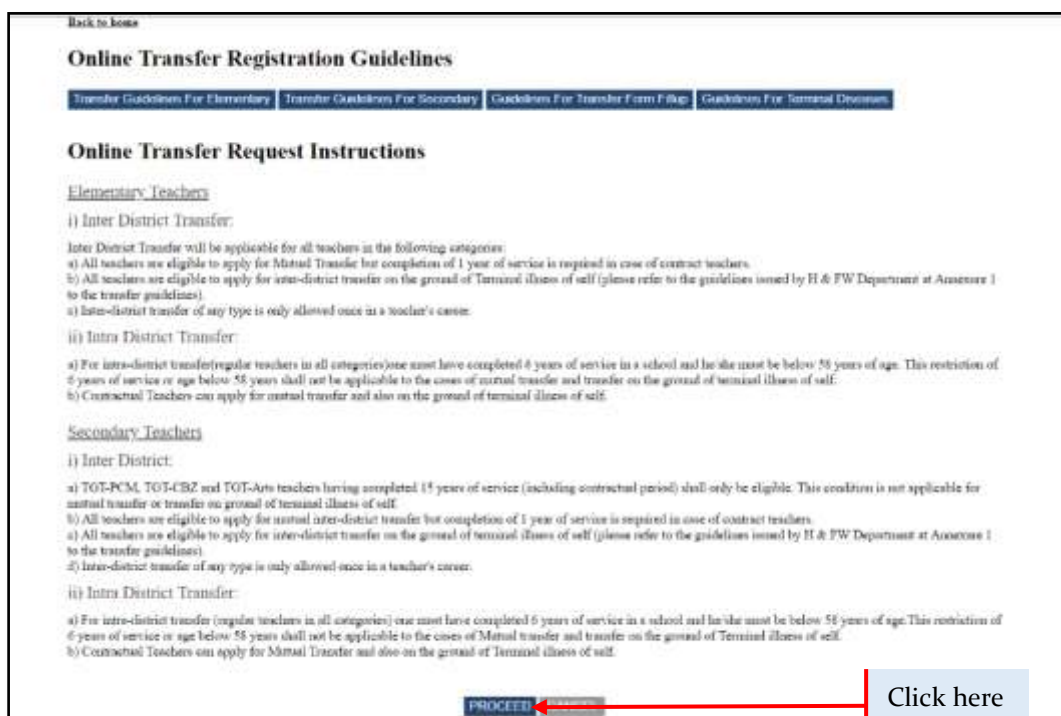 Back to home
Online Transfer Registration Guidelines
Transfer Guidelines For Elementary Transfer Guidelines For Secondary Guidelines For Transfer Form Fillup Guidelines For Terminal Diseases
Online Transfer Request Instructions
Elementary Teachers
i) Inter District Transfer:
Inter District Transfer will be applicable for all teachers in the following categories:
a) All teachers are eligible to apply for Mutual Transfer but completion of 1 year of service is required in case of contract teachers.
b) All teachers are eligible to apply for inter-district transfer on the ground of Terminal illness of self (please refer to the guidelines issued by H & FW Department at Annexure 1
to the transfer guidelines).
c) Inter-district transfer of any type is only allowed once in a teacher's career.
ii) Intra District Transfer:
a) For intra-district transfer(regular teachers in all categories)one must have completed 6 years of service in a school and he/she must be below 58 years of age. This restriction of
6 years of service or age below 58 years shall not be applicable to the cases of mutual transfer and transfer on the ground of terminal illness of self.
b) Contractual Teachers can apply for mutual transfer and also on the ground of terminal illness of self.
Secondary Teachers
i) Inter District:
a) TGT-PCM, TGT-CBZ and TGT-Arts teachers having completed 15 years of service (including contractual period) shall only be eligible. This condition is not applicable for
mutual transfer or transfer on ground of terminal illness of self.
b) All teachers are eligible to apply for mutual inter-district transfer but completion of 1 year of service is required in case of contract teachers.
c) All teachers are eligible to apply for inter-district transfer on the ground of terminal illness of self (please refer to the guidelines issued by H & FW Department at Annexure 1
to the transfer guidelines).
d) Inter-district transfer of any type is only allowed once in a teacher's career.
ii) Intra District Transfer:
a) For intra-district transfer (regular teachers in all categories) one must have completed 6 years of service in a school and he/she must be below 58 years of age.This restriction of
6 years of service or age below 58 years shall not be applicable to the cases of Mutual transfer and transfer on the ground of Terminal illness of self.
b) Contractual Teachers can apply for Mutual Transfer and also on the ground of Terminal illness of self.
PROCEED
Click here